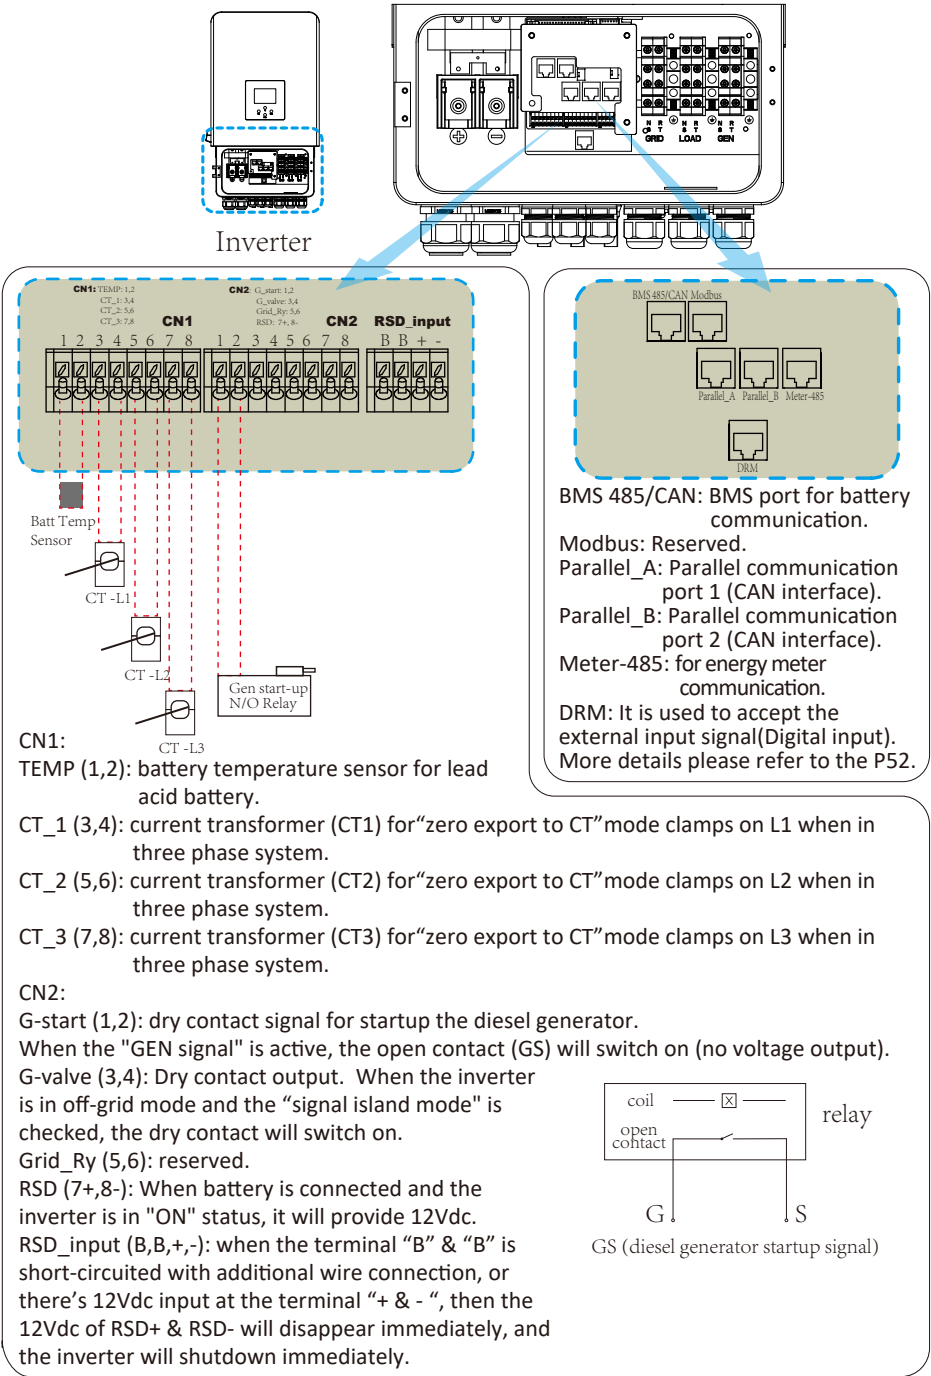 N R N R N R
S T S T S T
GRID LOAD GEN
Inverter
CN1: TEMP: 1,2
CT_1: 3,4
CT_2: 5,6
CT_3: 7,8
CN1
CN2: G_start: 1,2
G_valve: 3,4
Grid_Ry: 5,6
RSD: 7+, 8-
CN2
RSD_input
1 2 3 4 5 6 7 8
1 2 3 4 5 6 7 8
B B + -
Batt Temp
Sensor
CT -L1
CT -L2
CT -L3
Gen start-up
N/O Relay
BMS 485/CAN Modbus
Parallel_A Parallel_B Meter-485
DRM
BMS 485/CAN: BMS port for battery
communication.
Modbus: Reserved.
Parallel_A: Parallel communication
port 1 (CAN interface).
Parallel_B: Parallel communication
port 2 (CAN interface).
Meter-485: for energy meter
communication.
DRM: It is used to accept the
external input signal(Digital input).
More details please refer to the P52.
CN1:
TEMP (1,2): battery temperature sensor for lead
acid battery.
CT_1 (3,4): current transformer (CT1) for“zero export to CT”mode clamps on L1 when in
three phase system.
CT_2 (5,6): current transformer (CT2) for“zero export to CT”mode clamps on L2 when in
three phase system.
CT_3 (7,8): current transformer (CT3) for“zero export to CT”mode clamps on L3 when in
three phase system.
CN2:
G-start (1,2): dry contact signal for startup the diesel generator.
When the "GEN signal" is active, the open contact (GS) will switch on (no voltage output).
G-valve (3,4): Dry contact output. When the inverter
is in off-grid mode and the “signal island mode" is
checked, the dry contact will switch on.
Grid_Ry (5,6): reserved.
RSD (7+,8-): When battery is connected and the
inverter is in "ON" status, it will provide 12Vdc.
RSD_input (B,B,+,-): when the terminal “B” & “B” is
short-circuited with additional wire connection, or
there's 12Vdc input at the terminal “+ & - “, then the
12Vdc of RSD+ & RSD- will disappear immediately, and
the inverter will shutdown immediately.
coil
open
contact
relay
G S
GS (diesel generator startup signal)